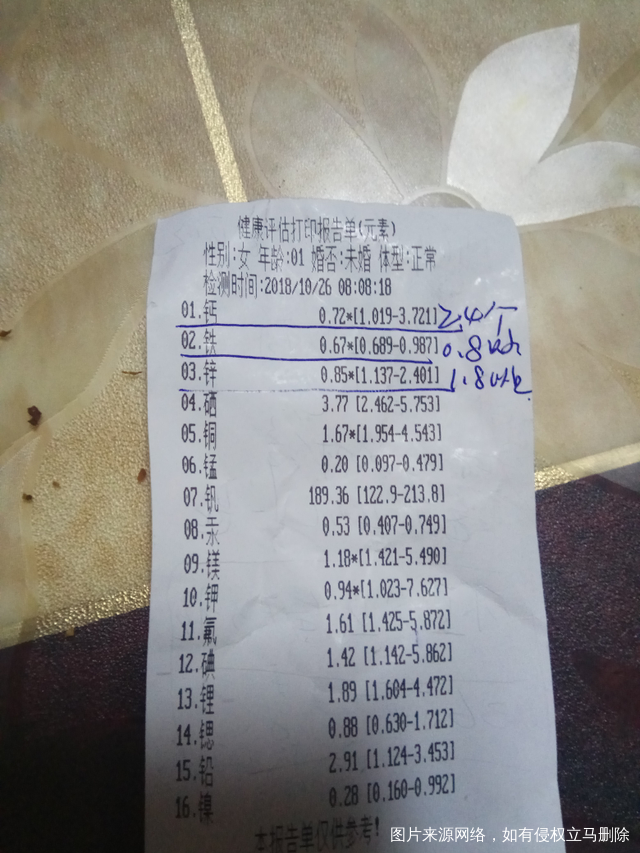 健康评估打印报告单(元素)
性别:女 年龄:01 婚否:未婚 体型:正常
检测时间:2018/10/26 08:08:18
01.钙 0.72*[1.019-3.721] 2.4个
02.铁 0.67*[0.689-0.987] 0.8
03.锌 0.85*[1.137-2.401] 1.8
04.硒 3.77 [2.462-5.753]
05.铜 1.67*[1.954-4.543]
06.锰 0.20 [0.097-0.479]
07.钒 189.36 [122.9-213.8]
08.汞 0.53 [0.407-0.749]
09.镁 1.18*[1.421-5.490]
10.钾 0.94*[1.023-7.627]
11.氟 1.61 [1.425-5.872]
12.碘 1.42 [1.142-5.862]
13.锂 1.89 [1.604-4.472]
14.锶 0.88 [0.630-1.712]
15.铅 2.91 [1.124-3.453]
16.镍 0.28 [0.160-0.992]
本报告单仅供参考!
图片来源网络，如有侵权立马删除